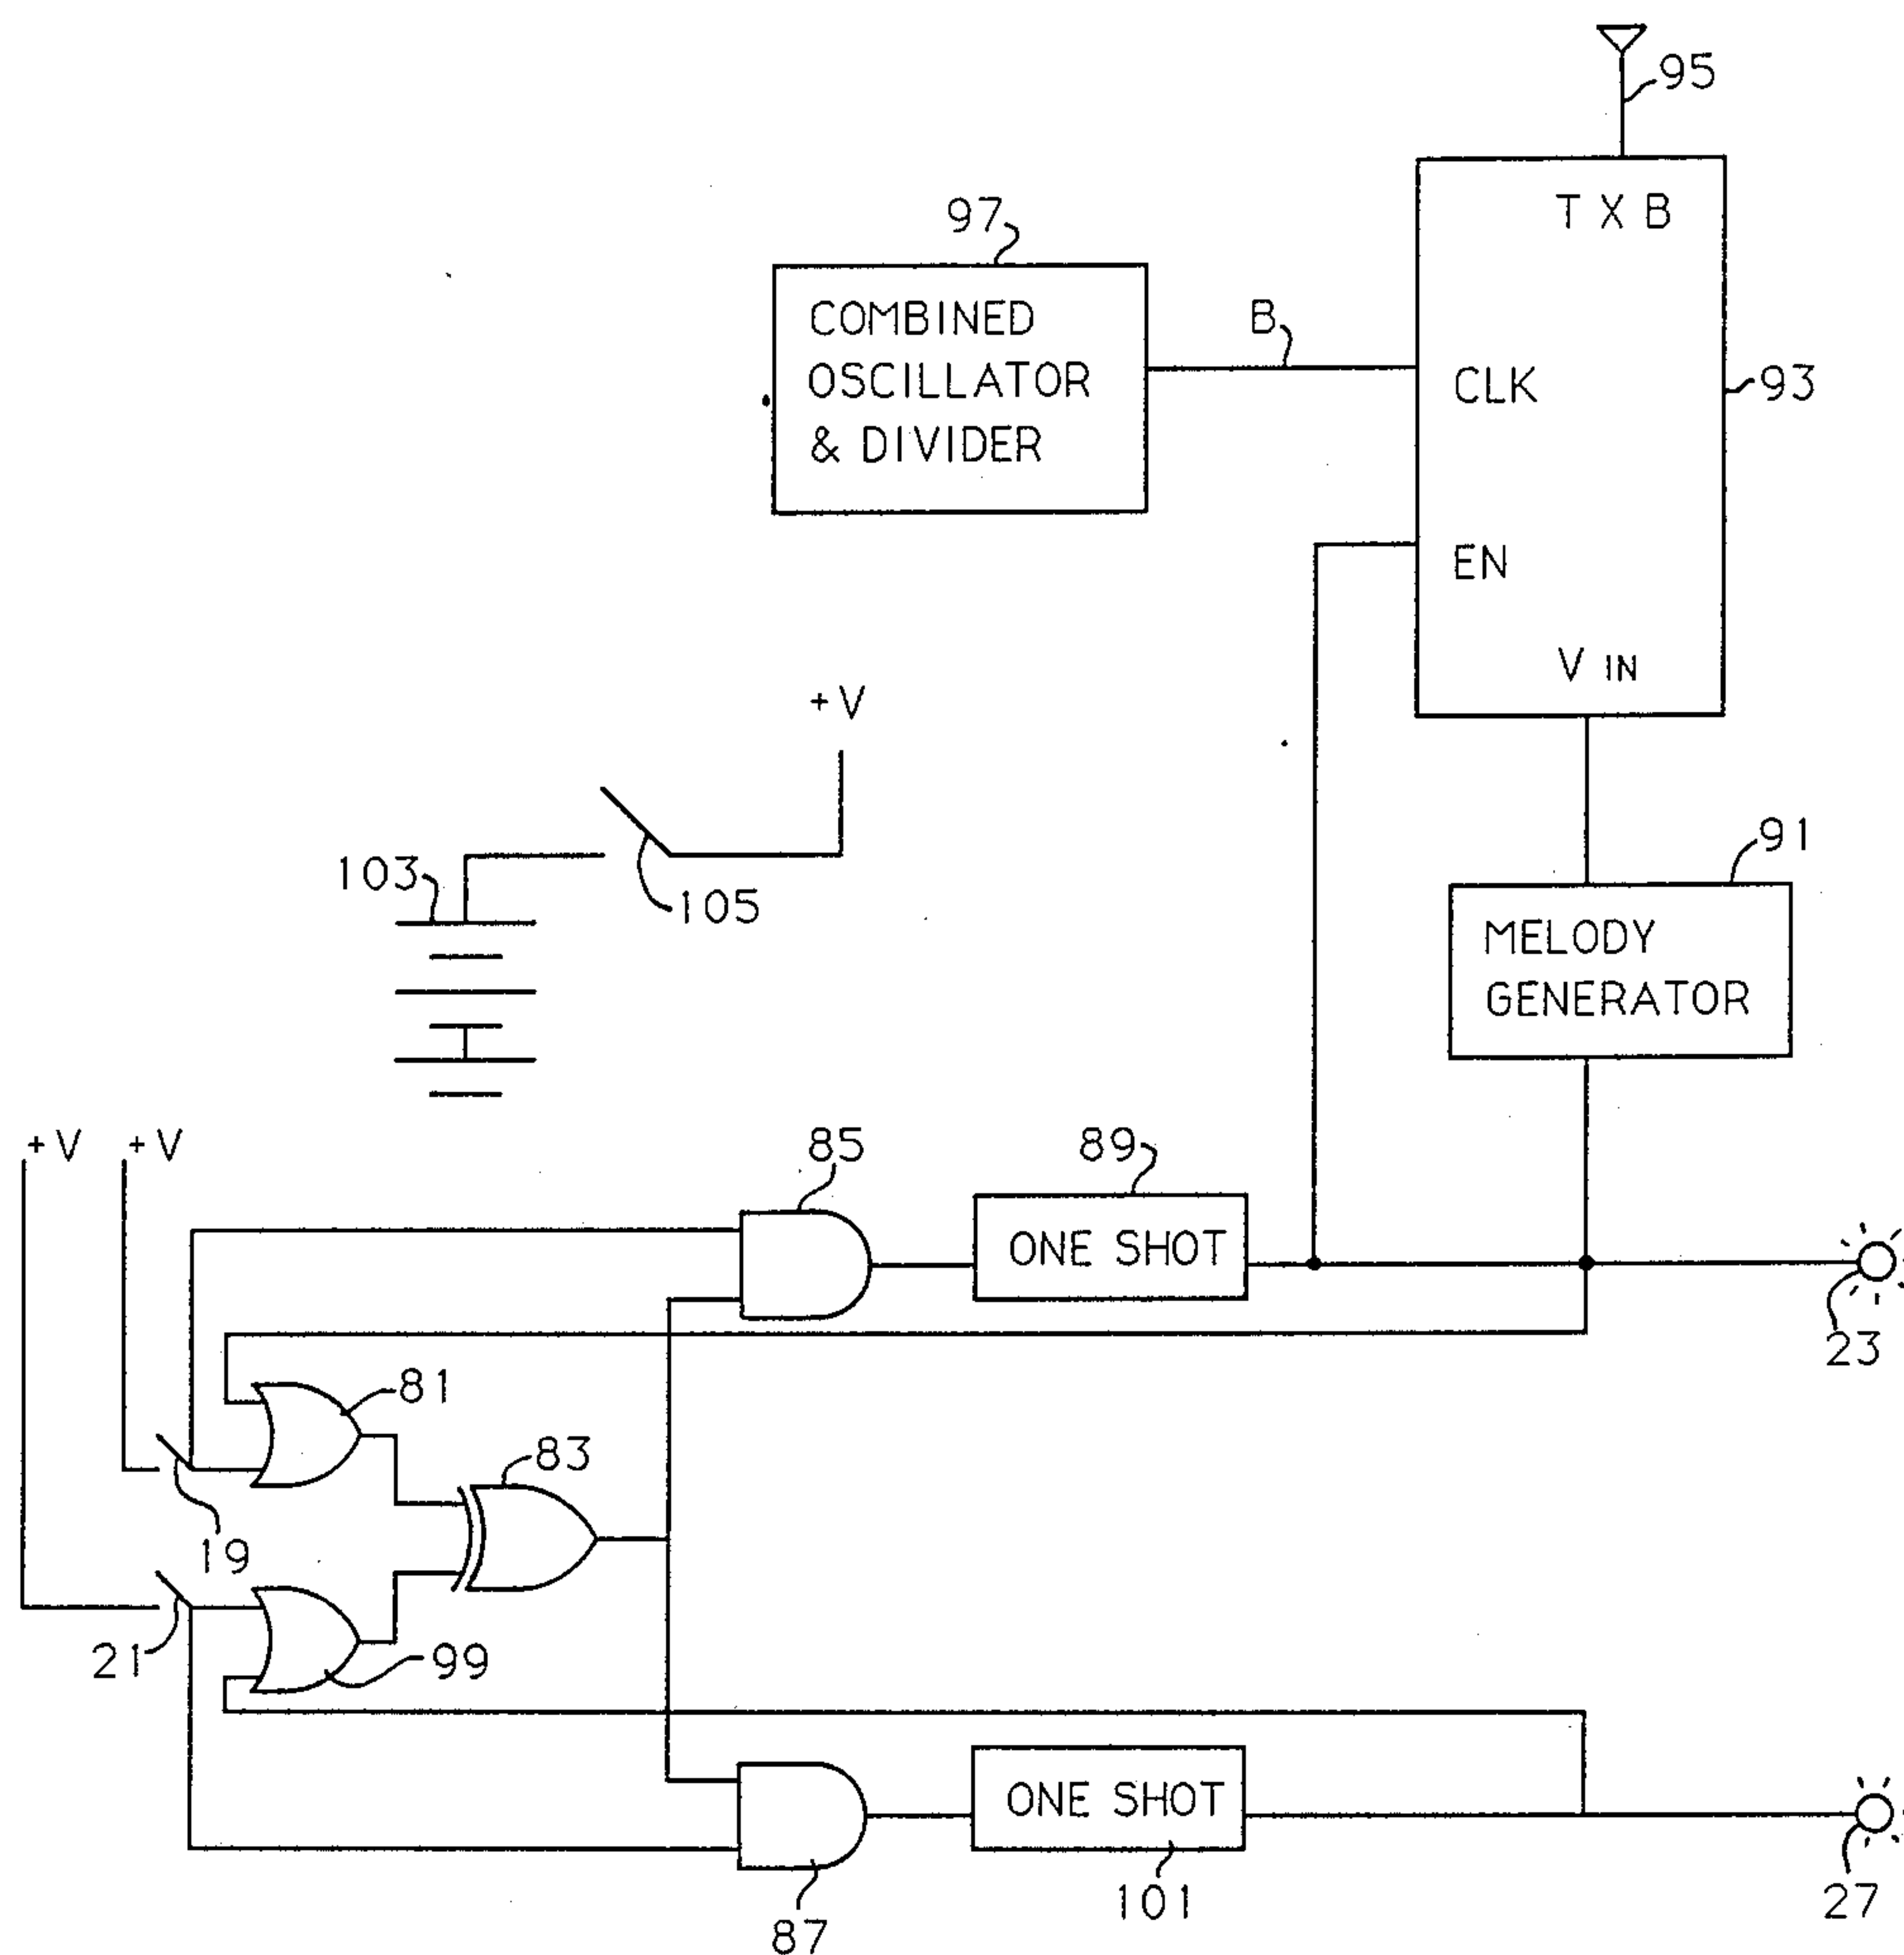 95
T X B
97
COMBINED
OSCILLATOR
& DIVIDER
B
CLK
93
EN
V IN
+V
103
105
91
MELODY
GENERATOR
+V
+V
85
89
ONE SHOT
23
81
83
19
21
99
ONE SHOT
101
87
27